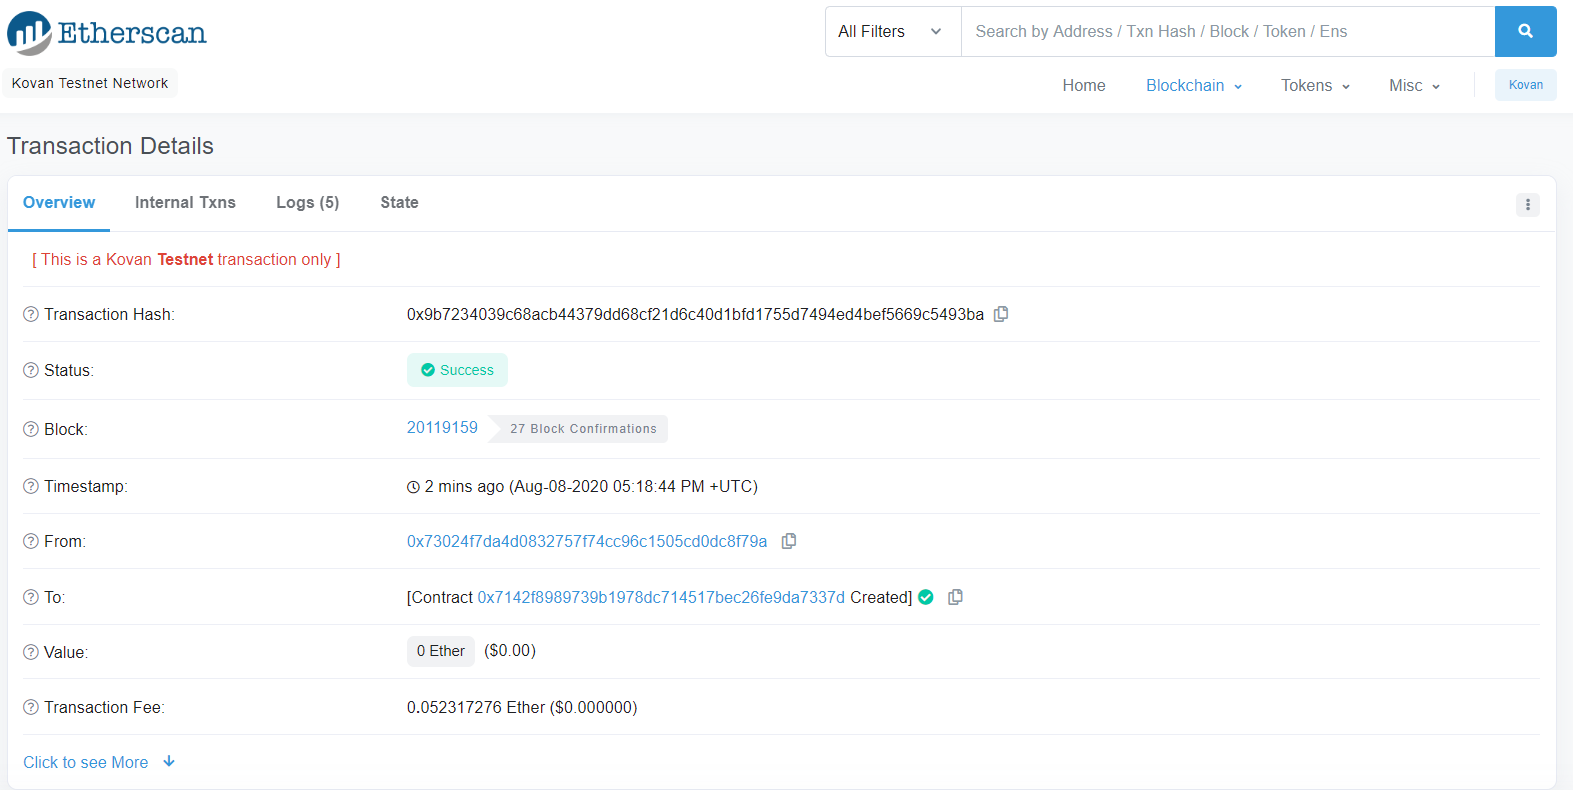 Etherscan
All Filters
Search by Address / Txn Hash / Block / Token / Ens
Kovan Testnet Network
Home Blockchain Tokens Misc Kovan
Transaction Details
Overview Internal Txns Logs (5) State
[ This is a Kovan Testnet transaction only ]
Transaction Hash: 0x9b7234039c68acb44379dd68cf21d6c40d1bfd1755d7494ed4bef5669c5493ba
Status: Success
Block: 20119159 27 Block Confirmations
Timestamp: 2 mins ago (Aug-08-2020 05:18:44 PM +UTC)
From: 0x73024f7da4d0832757f74cc96c1505cd0dc8f79a
To: [Contract 0x7142f8989739b1978dc714517bec26fe9da7337d Created]
Value: 0 Ether ($0.00)
Transaction Fee: 0.052317276 Ether ($0.000000)
Click to see More